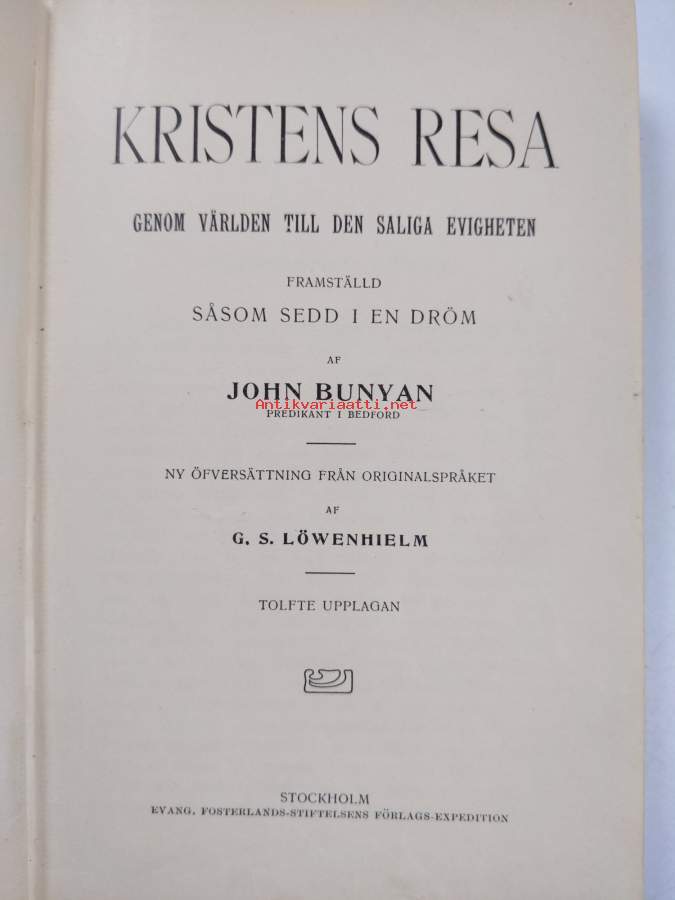 KRISTENS RESA
GENOM VÄRLDEN TILL DEN SALIGA EVIGHETEN
FRAMSTÄLLD
SÅSOM SEDD I EN DRÖM
AF
JOHN BUNYAN
Antikvariaatti.net
PREDIKANT I BEDFORD
NY ÖFVERSÄTTNING FRÅN ORIGINALSPRÅKET
AF
G. S. LÖWENHIELM
TOLFTE UPPLAGAN
STOCKHOLM
EVANG. FOSTERLANDS-STIFTELSENS FÖRLAGS-EXPEDITION